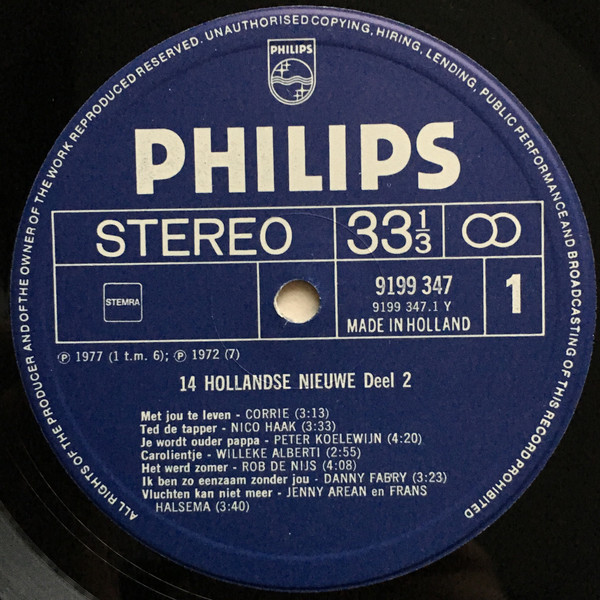 ALL RIGHTS OF THE PRODUCER AND OF THE OWNER OF THE WORK REPRODUCED RESERVED. UNAUTHORISED COPYING, HIRING, LENDING, PUBLIC PERFORMANCE AND BROADCASTING OF THIS RECORD PROHIBITED
PHILIPS
PHILIPS
STEREO
33 1/3
STEMRA
9199 347
9199 347.1 Y
MADE IN HOLLAND
1
℗ 1977 (1 t.m. 6); ℗ 1972 (7)
14 HOLLANDSE NIEUWE Deel 2
Met jou te leven - CORRIE (3:13)
Ted de tapper - NICO HAAK (3:33)
Je wordt ouder pappa - PETER KOELEWIJN (4:20)
Carolientje - WILLEKE ALBERTI (2:55)
Het werd zomer - ROB DE NIJS (4:08)
Ik ben zo eenzaam zonder jou - DANNY FABRY (3:23)
Vluchten kan niet meer - JENNY AREAN en FRANS
HALSEMA (3:40)